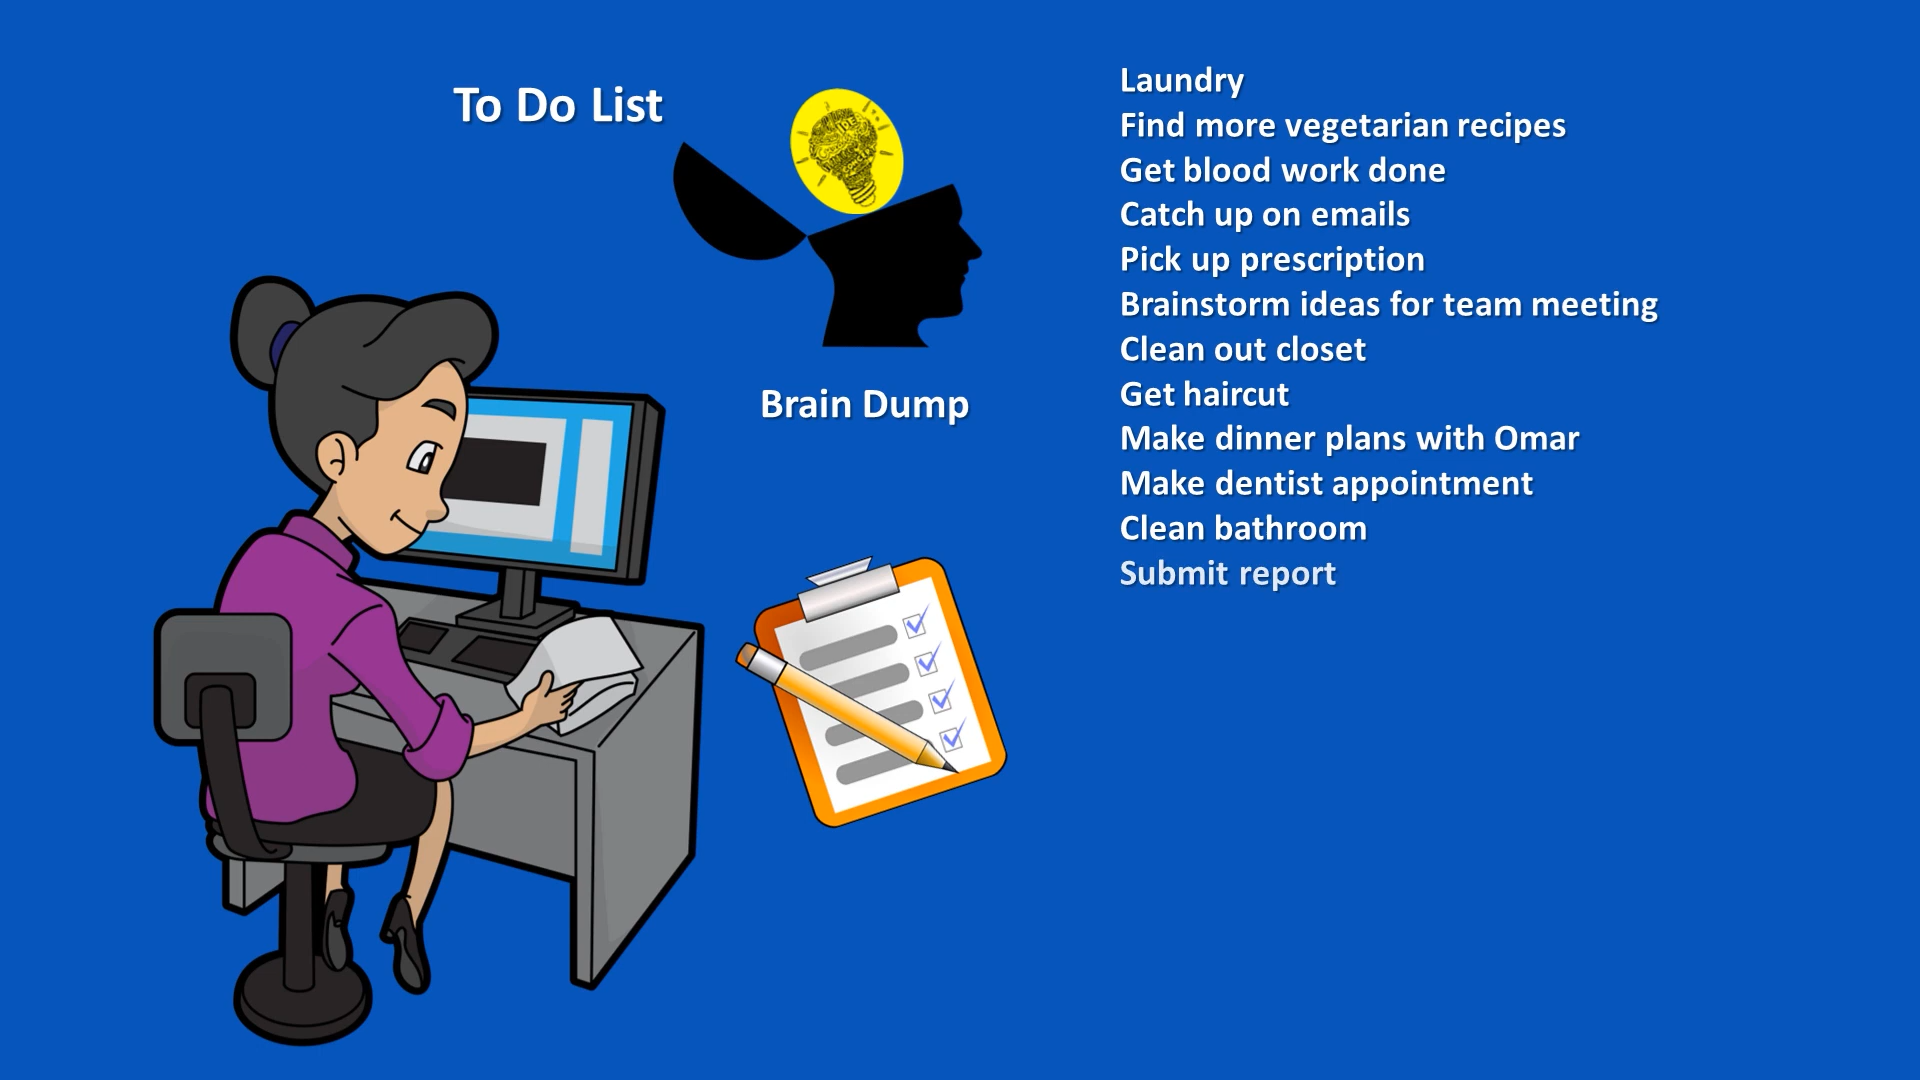 To Do List
Brain Dump
Laundry
Find more vegetarian recipes
Get blood work done
Catch up on emails
Pick up prescription
Brainstorm ideas for team meeting
Clean out closet
Get haircut
Make dinner plans with Omar
Make dentist appointment
Clean bathroom
Submit report